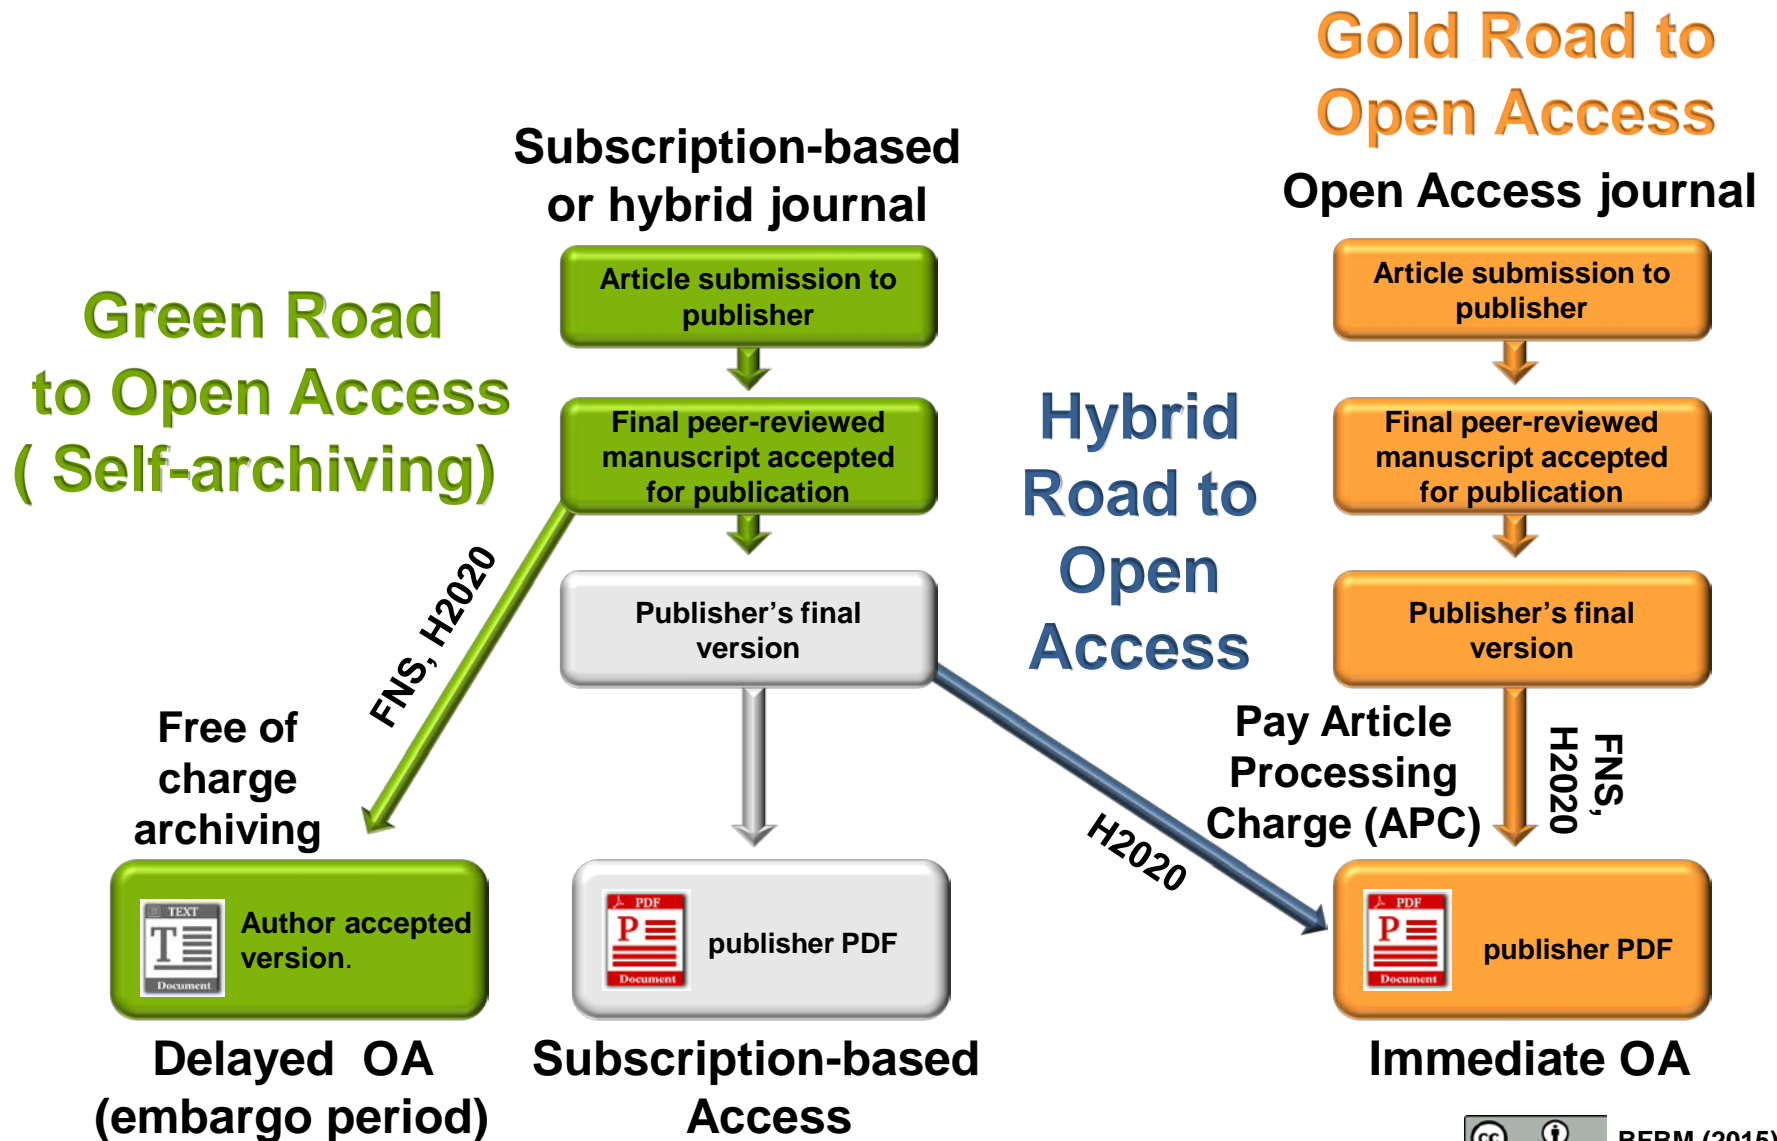 Gold Road to
Open Access
Open Access journal
Subscription-based
or hybrid journal
Green Road
to Open Access
( Self-archiving)
Article submission to
publisher
Final peer-reviewed
manuscript accepted
for publication
Publisher’s final
version
FNS, H2020
Free of
charge
archiving
TEXT
T
Document
Author accepted
version.
Delayed OA
(embargo period)
PDF
P
Document
publisher PDF
Subscription-based
Access
Hybrid
Road to
Open
Access
H2020
Article submission to
publisher
Final peer-reviewed
manuscript accepted
for publication
Publisher’s final
version
Pay Article
Processing
Charge (APC)
FNS,
H2020
PDF
P
Document
publisher PDF
Immediate OA
cc
(2015)